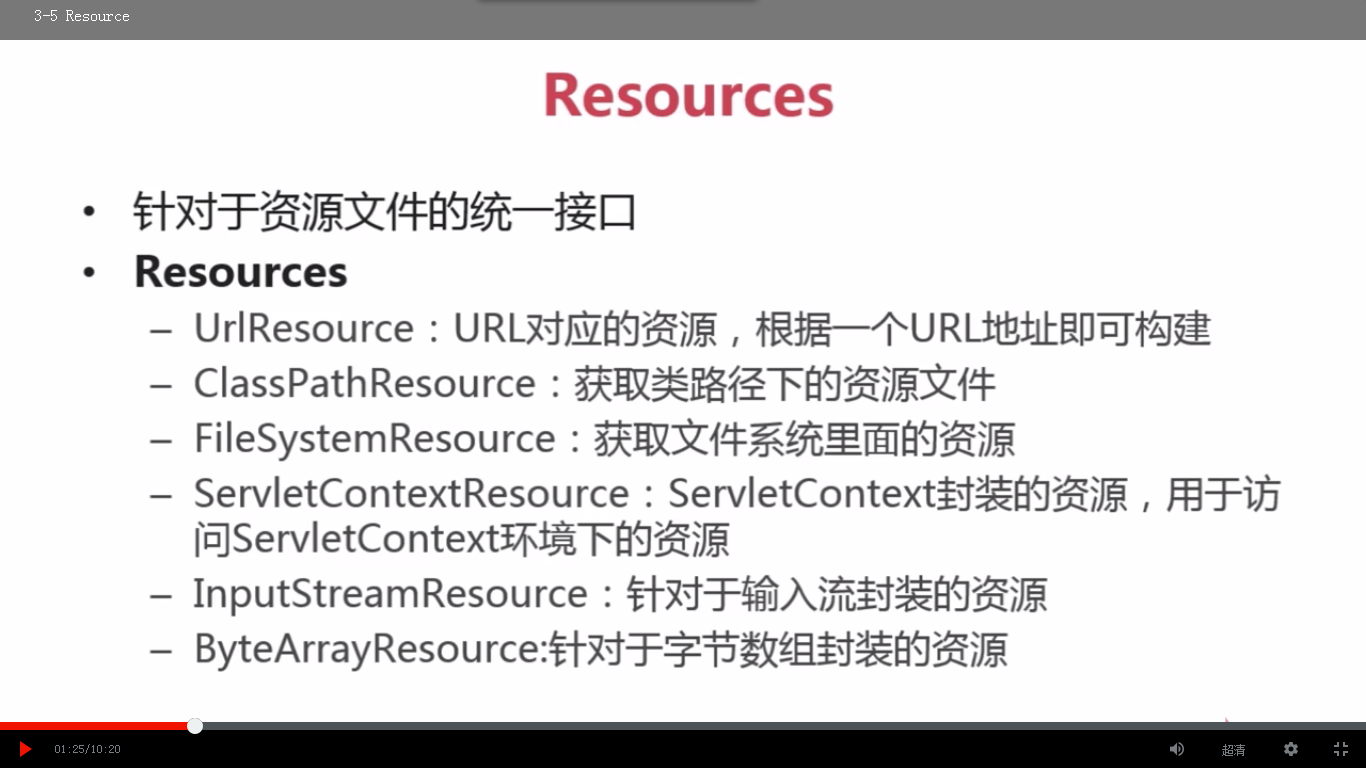 3-5 Resource
Resources
• 针对于资源文件的统一接口
• Resources
– UrlResource：URL对应的资源，根据一个URL地址即可构建
– ClassPathResource：获取类路径下的资源文件
– FileSystemResource：获取文件系统里面的资源
– ServletContextResource：ServletContext封装的资源，用于访
问ServletContext环境下的资源
– InputStreamResource：针对于输入流封装的资源
– ByteArrayResource:针对于字节数组封装的资源
01:25/10:20
超清